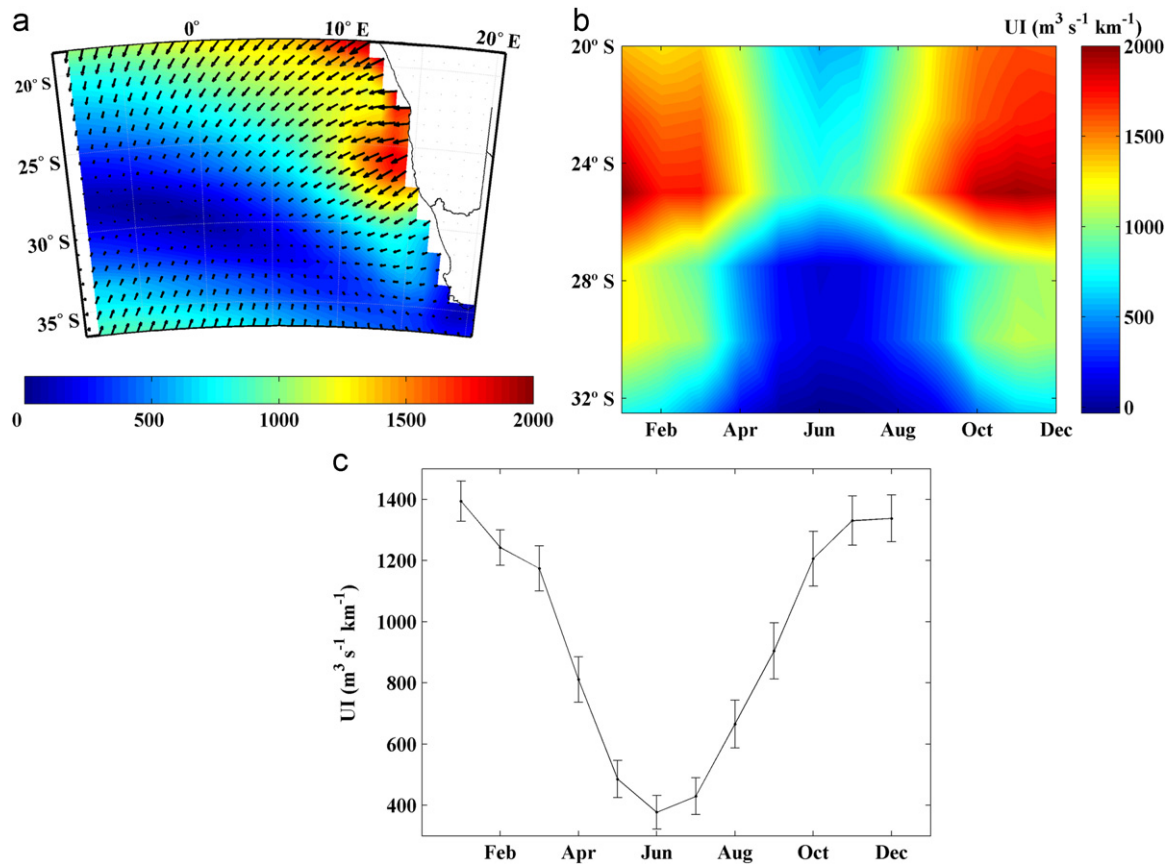 a
0° 10° E 20° E
20° S
25° S
30° S
35° S
0 500 1000 1500 2000
b
UI (m³ s⁻¹ km⁻¹)
20° S
24° S
28° S
32° S
Feb Apr Jun Aug Oct Dec
2000
1500
1000
500
0
c
UI (m³ s⁻¹ km⁻¹)
1400
1200
1000
800
600
400
Feb Apr Jun Aug Oct Dec